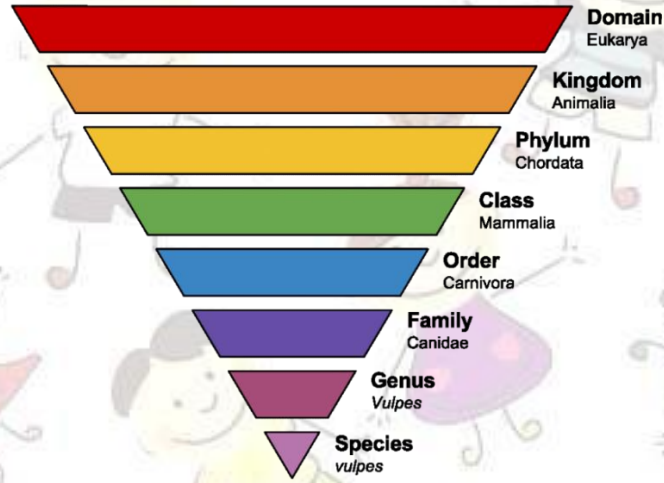 Domain
Eukarya
Kingdom
Animalia
Phylum
Chordata
Class
Mammalia
Order
Carnivora
Family
Canidae
Genus
Vulpes
Species
vulpes